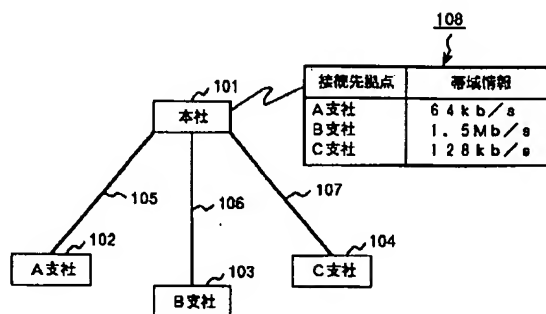 108
接続先拠点 帯域情報
A支社 64kb/s
B支社 1.5Mb/s
C支社 128kb/s
101
本社
105
106
107
102
A支社
103
B支社
104
C支社